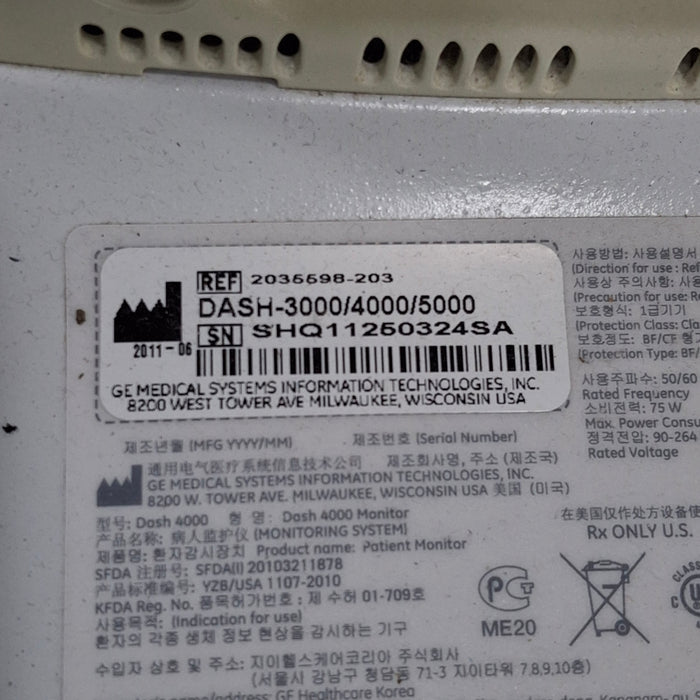 REF 2035598-203
DASH-3000/4000/5000
SN SHQ11250324SA
2011-06
GE MEDICAL SYSTEMS INFORMATION TECHNOLOGIES, INC.
8200 WEST TOWER AVE MILWAUKEE, WISCONSIN USA
제조년월 (MFG YYYY/MM) 제조번호 (Serial Number)
通用电气医疗系统信息技术公司 제조회사명, 주소 (제조국)
GE MEDICAL SYSTEMS INFORMATION TECHNOLOGIES, INC.
8200 W. TOWER AVE. MILWAUKEE, WISCONSIN USA 美国 (미국)
型号: Dash 4000 형 명: Dash 4000 Monitor
产品名称: 病人监护仪 (MONITORING SYSTEM)
제품명: 환자감시장치 Product name: Patient Monitor
SFDA 注册号: SFDA(I) 20103211878
产品标准编号: YZB/USA 1107-2010
KFDA Reg. No. 품목허가번호: 제 수허 01-709호
사용목적: (Indication for use)
환자의 각종 생체 정보 현상을 감시하는 기구
수입자 상호 및 주소: 지이헬스케어코리아 주식회사
(서울시 강남구 청담동 71-3 지이타워 7,8,9,10층)
name/address: GE Healthcare Korea
사용방법: 사용설명서
(Direction for use: Ref
사용상 주의사항: 사용
(Precaution for use: Re
보호형식: 1급기기
(Protection Class: Cla
보호정도: BF/CF 형기
(Protection Type: BF/
사용주파수: 50/60
Rated Frequency
소비전력: 75 W
Max. Power Consu
정격전압: 90-264
Rated Voltage
在美国仅作处方设备使
Rx ONLY U.S.
PCT
ME20
CLASS
C UL